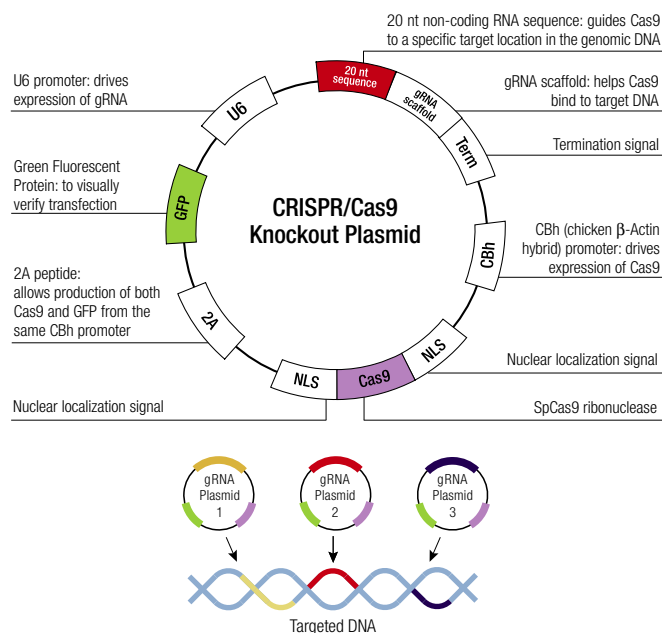 20 nt non-coding RNA sequence: guides Cas9
to a specific target location in the genomic DNA
U6 promoter: drives
expression of gRNA
gRNA scaffold: helps Cas9
bind to target DNA
Termination signal
Green Fluorescent
Protein: to visually
verify transfection
CBh (chicken β-Actin
hybrid) promoter: drives
expression of Cas9
2A peptide:
allows production of both
Cas9 and GFP from the
same CBh promoter
Nuclear localization signal
Nuclear localization signal
SpCas9 ribonuclease
20 nt
sequence
gRNA
scaffold
Term
CBh
NLS
Cas9
NLS
2A
GFP
U6
CRISPR/Cas9
Knockout Plasmid
gRNA
Plasmid
1
gRNA
Plasmid
2
gRNA
Plasmid
3
Targeted DNA